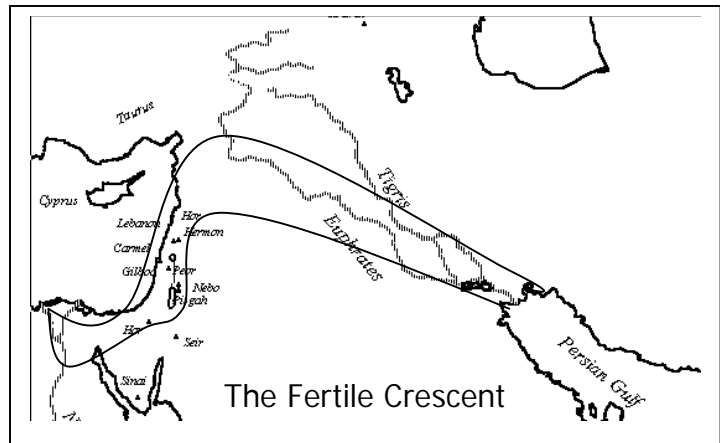 Taurus
Cyprus
Tigris
Hor
Lebanon
Hermon
Euphrates
Carmel
Gilboa
Peor
Nebo
Pisgah
Hor
Seir
Persian Gulf
Sinai
The Fertile Crescent